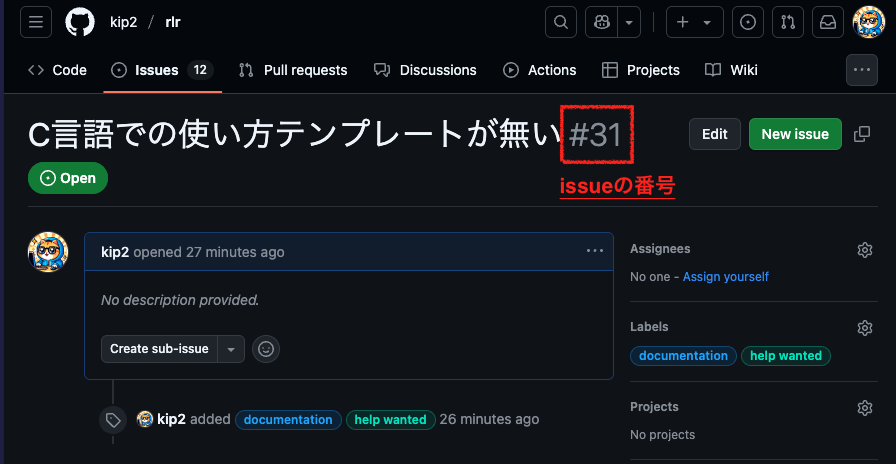 kip2 / rlr
Code Issues 12 Pull requests Discussions Actions Projects Wiki
C言語での使い方テンプレートが無い #31 Edit New issue
Open
issueの番号
kip2 opened 27 minutes ago
No description provided.
Create sub-issue
kip2 added documentation help wanted 26 minutes ago
Assignees
No one - Assign yourself
Labels
documentation help wanted
Projects
No projects